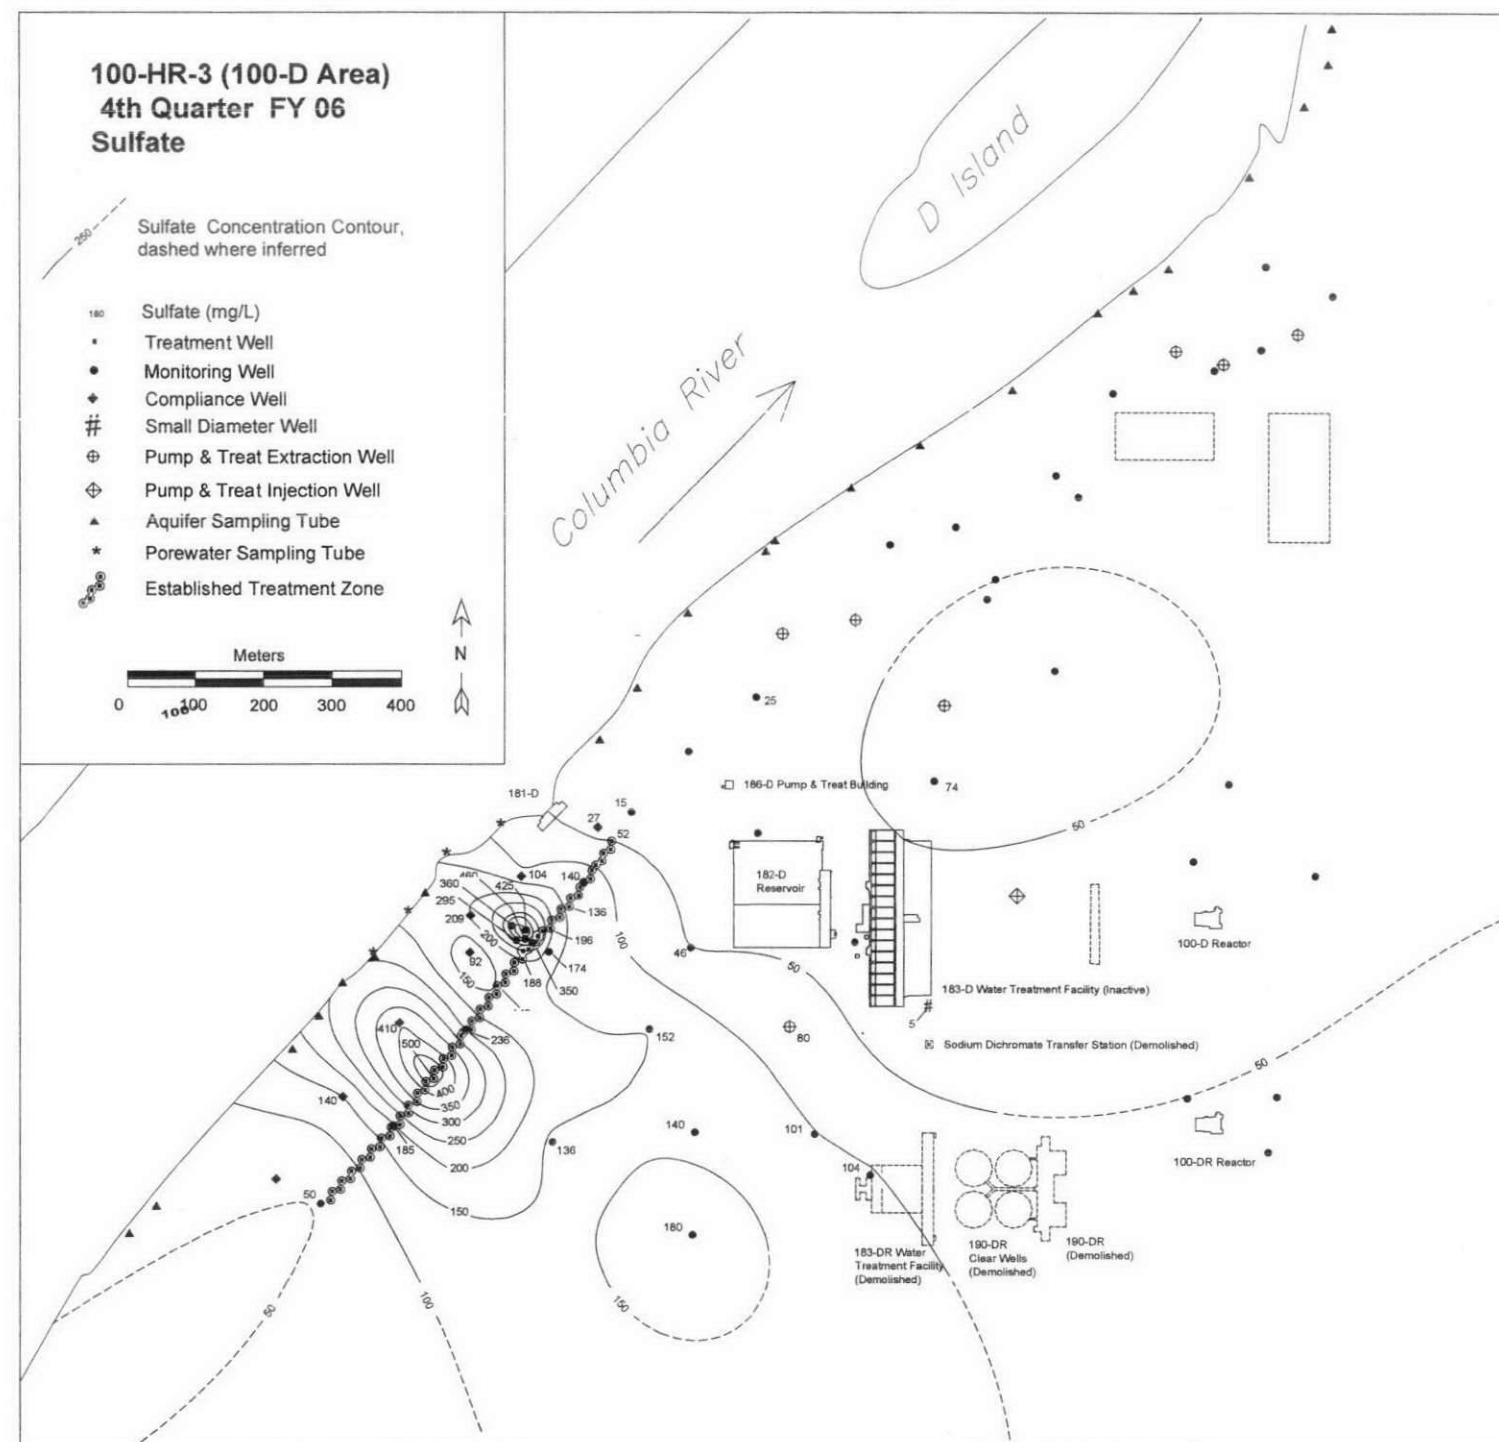 100-HR-3 (100-D Area)
4th Quarter FY 06
Sulfate
250
Sulfate Concentration Contour,
dashed where inferred
Sulfate (mg/L)
Treatment Well
Monitoring Well
Compliance Well
Small Diameter Well
Pump & Treat Extraction Well
Pump & Treat Injection Well
Aquifer Sampling Tube
Porewater Sampling Tube
Established Treatment Zone
N
Meters
0 100 200 300 400
100
D Island
Columbia River
25
186-D Pump & Treat Building
74
50
181-D
15
27
52
182-D
Reservoir
104
140
360
425
295
209
200
136
196
92
150
188
174
350
100
46
50
100-D Reactor
183-D Water Treatment Facility (Inactive)
5
410
500
236
152
80
Sodium Dichromate Transfer Station (Demolished)
50
400
350
300
250
200
150
140
185
136
140
101
104
100-DR Reactor
50
180
183-DR Water
Treatment Facility
(Demolished)
190-DR
Clear Wells
(Demolished)
190-DR
(Demolished)
50
100
150